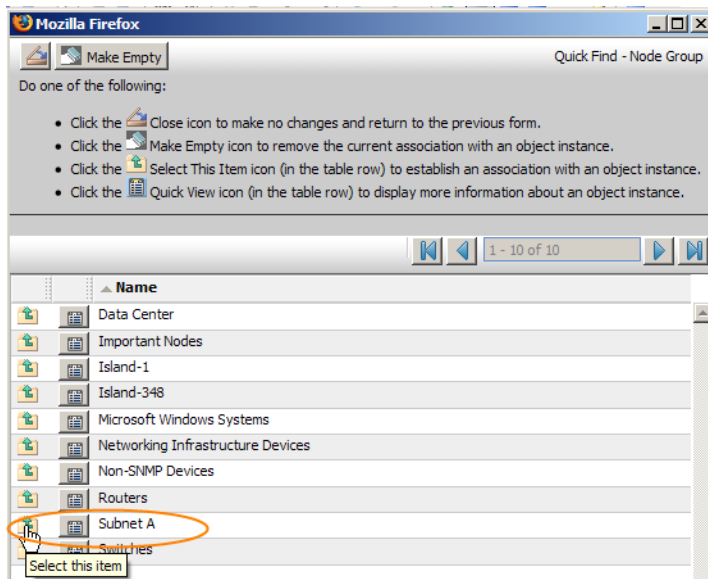 Mozilla Firefox
Make Empty
Quick Find - Node Group
Do one of the following:
• Click the Close icon to make no changes and return to the previous form.
• Click the Make Empty icon to remove the current association with an object instance.
• Click the Select This Item icon (in the table row) to establish an association with an object instance.
• Click the Quick View icon (in the table row) to display more information about an object instance.
1 - 10 of 10
Name
Data Center
Important Nodes
Island-1
Island-348
Microsoft Windows Systems
Networking Infrastructure Devices
Non-SNMP Devices
Routers
Subnet A
Switches
Select this item